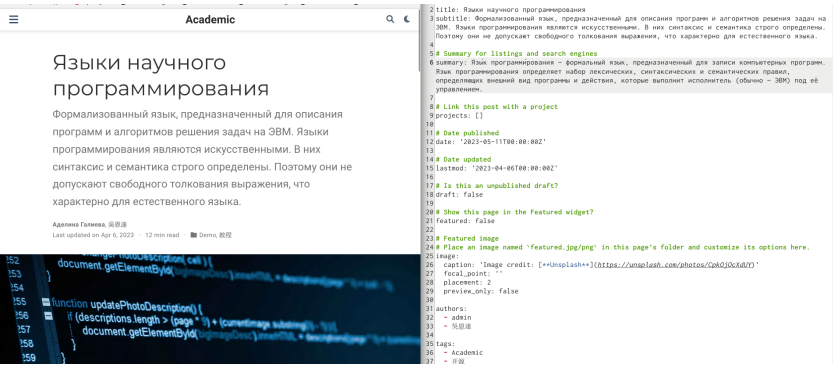 Academic
Языки научного
программирования
Формализованный язык, предназначенный для описания
программ и алгоритмов решения задач на ЭВМ. Языки
программирования являются искусственными. В них
синтаксис и семантика строго определены. Поэтому они не
допускают свободного толкования выражения, что
характерно для естественного языка.
Аделина Галиева, 吳恩達
Last updated on Apr 6, 2023 · 12 min read · Demo, 教程
252 document.getElementById(
253
255 function updatePhotoDescription() {
256 if (descriptions.length > (page * 9) + (currentImage
257 document.getElementById(
258 }
259
2 title: Языки научного программирования
3 subtitle: Формализованный язык, предназначенный для описания программ и алгоритмов решения задач на
ЭВМ. Языки программирования являются искусственными. В них синтаксис и семантика строго определены.
Поэтому они не допускают свободного толкования выражения, что характерно для естественного языка.
4
5 # Summary for listings and search engines
6 summary: Язы́к программи́рования — формальный язык, предназначенный для записи компьютерных программ.
Язык программирования определяет набор лексических, синтаксических и семантических правил,
определяющих внешний вид программы и действия, которые выполнит исполнитель (обычно — ЭВМ) под её
управлением.
7
8 # Link this post with a project
9 projects: []
10
11 # Date published
12 date: '2023-05-11T00:00:00Z'
13
14 # Date updated
15 lastmod: '2023-04-06T00:00:00Z'
16
17 # Is this an unpublished draft?
18 draft: false
19
20 # Show this page in the Featured widget?
21 featured: false
22
23 # Featured image
24 # Place an image named `featured.jpg/png` in this page's folder and customize its options here.
25 image:
26 caption: 'Image credit: [**Unsplash**](https://unsplash.com/photos/CpkOjOcXdUY)'
27 focal_point: ''
28 placement: 2
29 preview_only: false
30
31 authors:
32 - admin
33 - 吳恩達
34
35 tags:
36 - Academic
37 - 开源